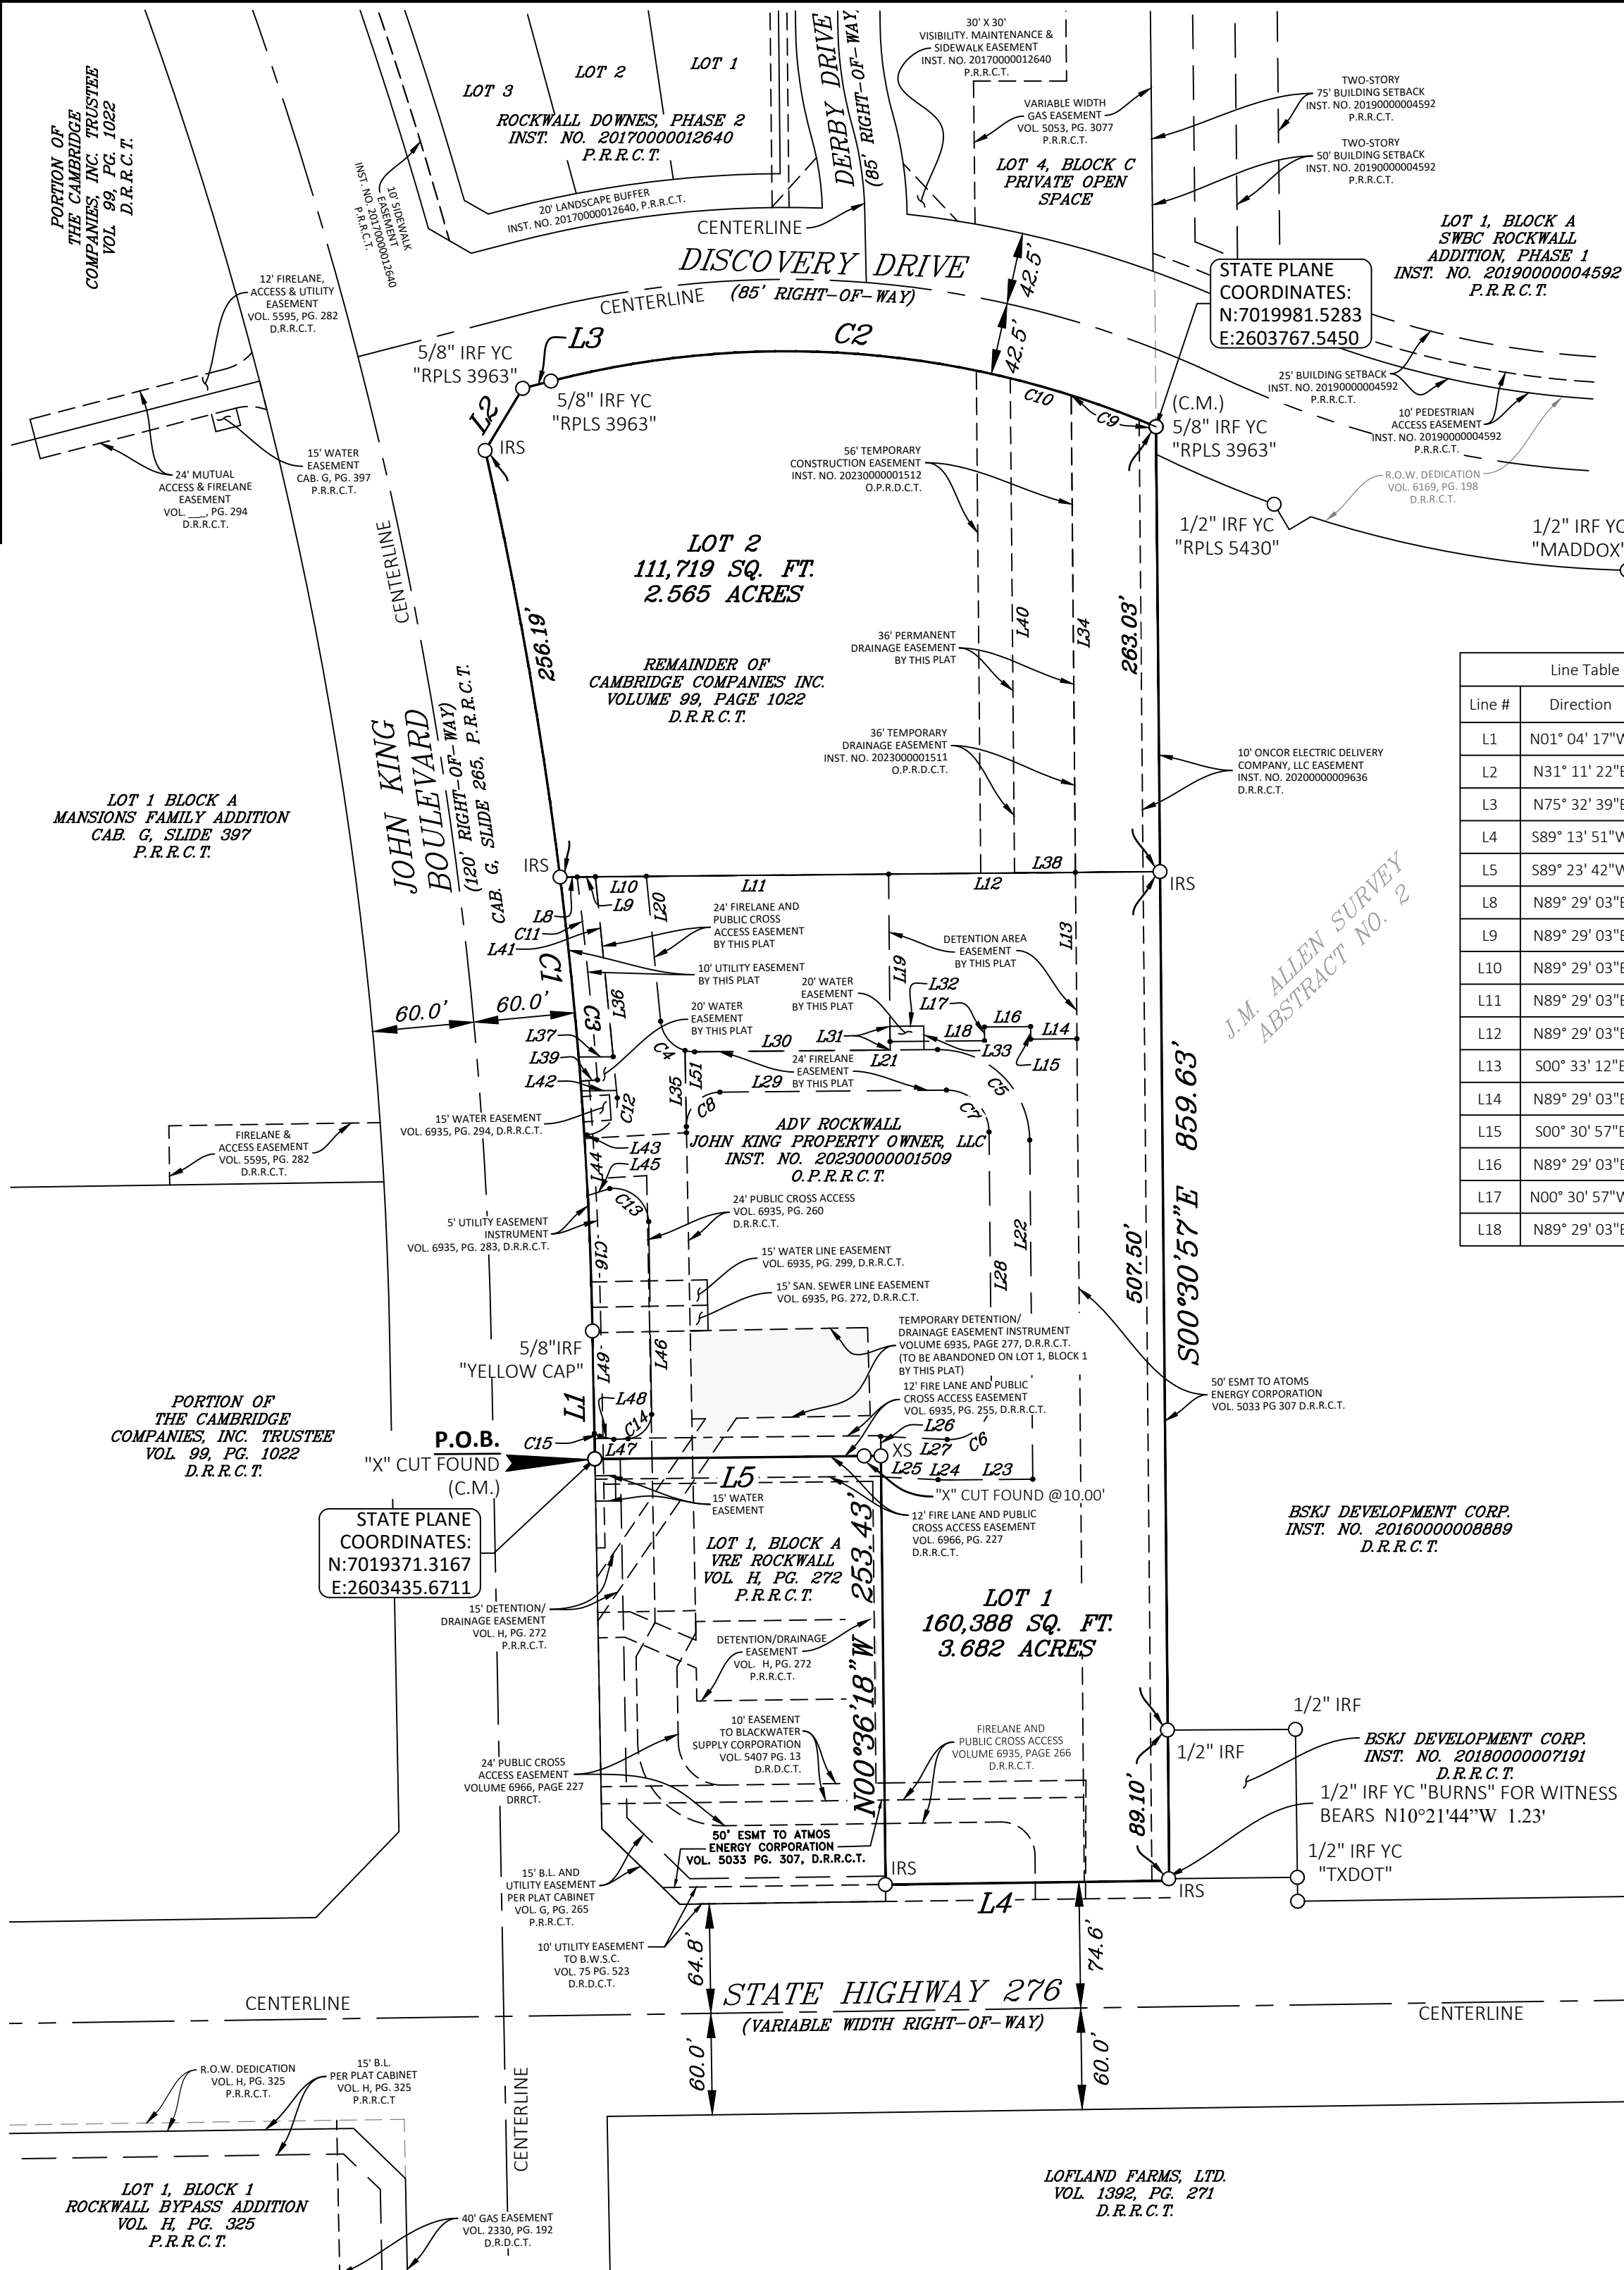 PORTION OF
THE CAMBRIDGE
COMPANIES, INC. TRUSTEE
VOL 99, PG. 1022
D.R.R.C.T.
LOT 3
LOT 2
LOT 1
ROCKWALL DOWNES, PHASE 2
INST. NO. 20170000012640
P.R.R.C.T.
10' SIDEWALK
EASEMENT
INST. NO. 20170000012640
P.R.R.C.T.
20' LANDSCAPE BUFFER
INST. NO. 20170000012640, P.R.R.C.T.
DERBY DRIVE
(85' RIGHT-OF-WAY)
30' X 30'
VISIBILITY. MAINTENANCE &
SIDEWALK EASEMENT
INST. NO. 20170000012640
P.R.R.C.T.
VARIABLE WIDTH
GAS EASEMENT
VOL. 5053, PG. 3077
P.R.R.C.T.
LOT 4, BLOCK C
PRIVATE OPEN
SPACE
TWO-STORY
75' BUILDING SETBACK
INST. NO. 20190000004592
P.R.R.C.T.
TWO-STORY
50' BUILDING SETBACK
INST. NO. 20190000004592
P.R.R.C.T.
LOT 1, BLOCK A
SWBC ROCKWALL
ADDITION, PHASE 1
INST. NO. 20190000004592
P.R.R.C.T.
CENTERLINE
DISCOVERY DRIVE
(85' RIGHT-OF-WAY)
CENTERLINE
42.5'
42.5'
STATE PLANE
COORDINATES:
N:7019981.5283
E:2603767.5450
12' FIRELANE,
ACCESS & UTILITY
EASEMENT
VOL. 5595, PG. 282
D.R.R.C.T.
5/8" IRF YC
"RPLS 3963"
L3
C2
5/8" IRF YC
"RPLS 3963"
L2
IRS
C10
C9
(C.M.)
5/8" IRF YC
"RPLS 3963"
25' BUILDING SETBACK
INST. NO. 20190000004592
P.R.R.C.T.
10' PEDESTRIAN
ACCESS EASEMENT
INST. NO. 20190000004592
P.R.R.C.T.
R.O.W. DEDICATION
VOL. 6169, PG. 198
D.R.R.C.T.
15' WATER
EASEMENT
CAB. G, PG. 397
P.R.R.C.T.
24' MUTUAL
ACCESS & FIRELANE
EASEMENT
VOL. ___, PG. 294
D.R.R.C.T.
56' TEMPORARY
CONSTRUCTION EASEMENT
INST. NO. 20230000001512
O.P.R.D.C.T.
1/2" IRF YC
"RPLS 5430"
1/2" IRF YC
"MADDOX"
CENTERLINE
LOT 2
111,719 SQ. FT.
2.565 ACRES
256.19'
REMAINDER OF
CAMBRIDGE COMPANIES INC.
VOLUME 99, PAGE 1022
D.R.R.C.T.
36' PERMANENT
DRAINAGE EASEMENT
BY THIS PLAT
L40
L34
263.03'
36' TEMPORARY
DRAINAGE EASEMENT
INST. NO. 2023000001511
O.P.R.D.C.T.
10' ONCOR ELECTRIC DELIVERY
COMPANY, LLC EASEMENT
INST. NO. 20200000009636
D.R.R.C.T.
Line Table
Line # Direction
L1 N01° 04' 17"W
L2 N31° 11' 22"E
L3 N75° 32' 39"E
L4 S89° 13' 51"W
L5 S89° 23' 42"W
L8 N89° 29' 03"E
L9 N89° 29' 03"E
L10 N89° 29' 03"E
L11 N89° 29' 03"E
L12 N89° 29' 03"E
L13 S00° 33' 12"E
L14 N89° 29' 03"E
L15 S00° 30' 57"E
L16 N89° 29' 03"E
L17 N00° 30' 57"W
L18 N89° 29' 03"E
LOT 1 BLOCK A
MANSIONS FAMILY ADDITION
CAB. G, SLIDE 397
P.R.R.C.T.
JOHN KING
BOULEVARD
(120' RIGHT-OF-WAY)
CAB. G, SLIDE 265, P.R.R.C.T.
IRS
L8
L10
L9
L20
L11
L12
L38
IRS
C11
L41
24' FIRELANE AND
PUBLIC CROSS
ACCESS EASEMENT
BY THIS PLAT
DETENTION AREA
EASEMENT
BY THIS PLAT
L13
J.M. ALLEN SURVEY
ABSTRACT NO. 2
C1
60.0'
60.0'
C3
L36
10' UTILITY EASEMENT
BY THIS PLAT
20' WATER
EASEMENT
BY THIS PLAT
20' WATER
EASEMENT
BY THIS PLAT
L19
L32
L17
L16
L14
L37
L39
L42
C4
L30
L31
L18
L33
L21
L15
24' FIRELANE
EASEMENT
BY THIS PLAT
L35
L51
L29
C8
C5
C7
C12
15' WATER EASEMENT
VOL. 6935, PG. 294, D.R.R.C.T.
ADV ROCKWALL
JOHN KING PROPERTY OWNER, LLC
INST. NO. 20230000001509
O.P.R.R.C.T.
FIRELANE &
ACCESS EASEMENT
VOL. 5595, PG. 282
D.R.R.C.T.
L43
L44
L45
C13
5' UTILITY EASEMENT
INSTRUMENT
VOL. 6935, PG. 283, D.R.R.C.T.
24' PUBLIC CROSS ACCESS
VOL. 6935, PG. 260
D.R.R.C.T.
C16
15' WATER LINE EASEMENT
VOL. 6935, PG. 299, D.R.R.C.T.
15' SAN. SEWER LINE EASEMENT
VOL. 6935, PG. 272, D.R.R.C.T.
L28
L22
507.50'
S00°30'57"E 859.63'
5/8"IRF
"YELLOW CAP"
L49
L46
TEMPORARY DETENTION/
DRAINAGE EASEMENT INSTRUMENT
VOLUME 6935, PAGE 277, D.R.R.C.T.
(TO BE ABANDONED ON LOT 1, BLOCK 1
BY THIS PLAT)
12' FIRE LANE AND PUBLIC
CROSS ACCESS EASEMENT
VOL. 6935, PG. 255, D.R.R.C.T.
50' ESMT TO ATOMS
ENERGY CORPORATION
VOL. 5033 PG 307 D.R.R.C.T.
PORTION OF
THE CAMBRIDGE
COMPANIES, INC. TRUSTEE
VOL. 99, PG. 1022
D.R.R.C.T.
L1
L48
C14
C15
L47
L26
L27
C6
P.O.B.
"X" CUT FOUND
(C.M.)
XS
L5
L25
L24
L23
"X" CUT FOUND @10.00'
15' WATER
EASEMENT
12' FIRE LANE AND PUBLIC
CROSS ACCESS EASEMENT
VOL. 6966, PG. 227
D.R.R.C.T.
STATE PLANE
COORDINATES:
N:7019371.3167
E:2603435.6711
LOT 1, BLOCK A
VRE ROCKWALL
VOL. H, PG. 272
P.R.R.C.T.
N00°36'18"W 253.43'
BSKJ DEVELOPMENT CORP.
INST. NO. 20160000008889
D.R.R.C.T.
LOT 1
160,388 SQ. FT.
3.682 ACRES
15' DETENTION/
DRAINAGE EASEMENT
VOL. H, PG. 272
P.R.R.C.T.
DETENTION/DRAINAGE
EASEMENT
VOL. H, PG. 272
P.R.R.C.T.
10' EASEMENT
TO BLACKWATER
SUPPLY CORPORATION
VOL. 5407 PG. 13
D.R.D.C.T.
FIRELANE AND
PUBLIC CROSS ACCESS
VOLUME 6935, PAGE 266
D.R.R.C.T.
24' PUBLIC CROSS
ACCESS EASEMENT
VOLUME 6966, PAGE 227
DRRCT.
1/2" IRF
1/2" IRF
BSKJ DEVELOPMENT CORP.
INST. NO. 20180000007191
D.R.R.C.T.
1/2" IRF YC "BURNS" FOR WITNESS
BEARS N10°21'44"W 1.23'
89.10'
50' ESMT TO ATMOS
ENERGY CORPORATION
VOL. 5033 PG. 307, D.R.R.C.T.
IRS
1/2" IRF YC
"TXDOT"
IRS
15' B.L. AND
UTILITY EASEMENT
PER PLAT CABINET
VOL. G, PG. 265
P.R.R.C.T.
L4
10' UTILITY EASEMENT
TO B.W.S.C.
VOL. 75 PG. 523
D.R.D.C.T.
64.8'
74.6'
STATE HIGHWAY 276
(VARIABLE WIDTH RIGHT-OF-WAY)
CENTERLINE
CENTERLINE
60.0'
60.0'
R.O.W. DEDICATION
VOL. H, PG. 325
P.R.R.C.T.
15' B.L.
PER PLAT CABINET
VOL. H, PG. 325
P.R.R.C.T
CENTERLINE
LOT 1, BLOCK 1
ROCKWALL BYPASS ADDITION
VOL. H, PG. 325
P.R.R.C.T.
40' GAS EASEMENT
VOL. 2330, PG. 192
D.R.D.C.T.
LOFLAND FARMS, LTD.
VOL. 1392, PG. 271
D.R.R.C.T.